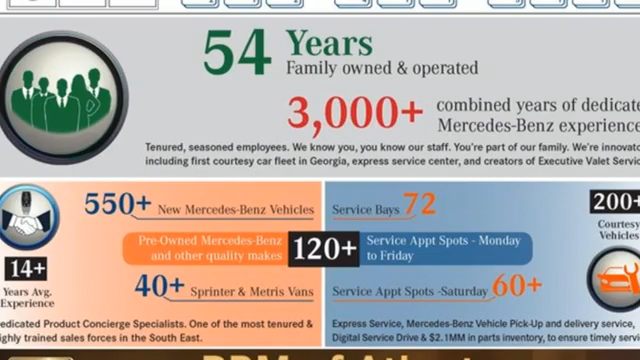 54 Years
Family owned & operated
3,000+ combined years of dedicate
Mercedes-Benz experience
Tenured, seasoned employees. We know you, you know our staff. You're part of our family. We're innovato
including first courtesy car fleet in Georgia, express service center, and creators of Executive Valet Servic
550+ New Mercedes-Benz Vehicles
Pre-Owned Mercedes-Benz
and other quality makes
120+
40+ Sprinter & Metris Vans
14+
Years Avg.
Experience
edicated Product Concierge Specialists. One of the most tenured &
ighly trained sales forces in the South East.
Service Bays 72
Service Appt Spots - Monday
to Friday
Service Appt Spots -Saturday 60+
200+
Courtesy
Vehicles
Express Service, Mercedes-Benz Vehicle Pick-Up and delivery service,
Digital Service Drive & $2.1MM in parts inventory, to ensure timely servi